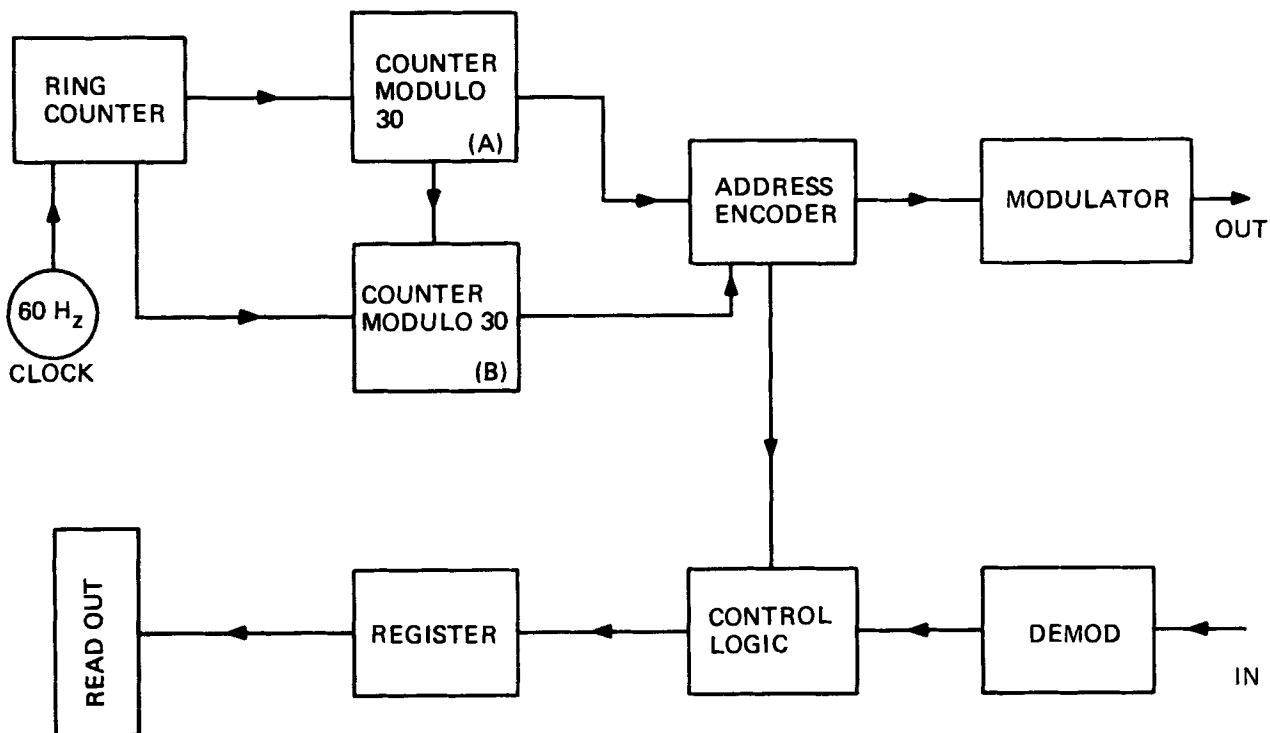 RING
COUNTER
COUNTER
MODULO
30
(A)
ADDRESS
ENCODER
MODULATOR
OUT
60 Hz
CLOCK
COUNTER
MODULO 30
(B)
READ OUT
REGISTER
CONTROL
LOGIC
DEMOD
IN